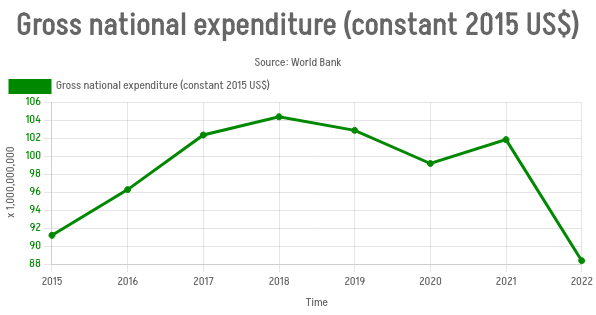 Gross national expenditure (constant 2015 US$)
Source: World Bank
Gross national expenditure (constant 2015 US$)
106
104
102
100
98
96
94
92
90
88
x 1,000,000,000
2015 2016 2017 2018 2019 2020 2021 2022
Time